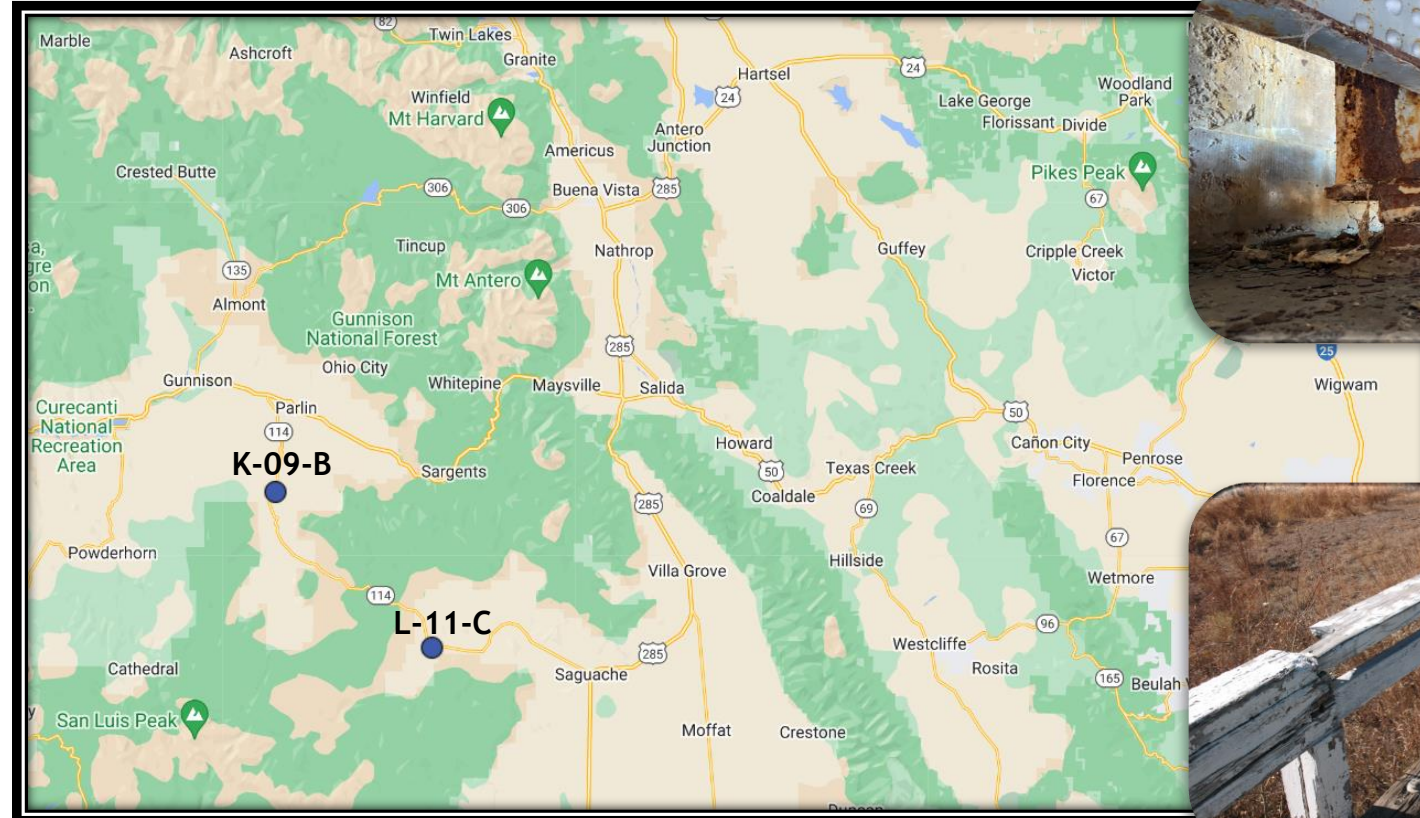 82
Marble
Twin Lakes
Ashcroft
Granite
Hartsel
24
Winfield
Mt Harvard
24
Lake George
Woodland
Park
Florissant
Divide
Antero
Junction
Americus
Crested Butte
Pikes Peak
306
Buena Vista
285
67
306
Tincup
Nathrop
Guffey
Cripple Creek
Victor
135
Mt Antero
Almont
Gunnison
National Forest
285
Ohio City
25
Gunnison
Whitepine
Maysville
Salida
Wigwam
Curecanti
National
Recreation
Area
Parlin
114
50
Howard
Cañon City
Penrose
K-09-B
Sargents
50
Texas Creek
Florence
Coaldale
285
69
67
Powderhorn
Villa Grove
Hillside
Wetmore
114
L-11-C
96
Westcliffe
285
Cathedral
Saguache
Rosita
165
Beulah
San Luis Peak
Moffat
Crestone